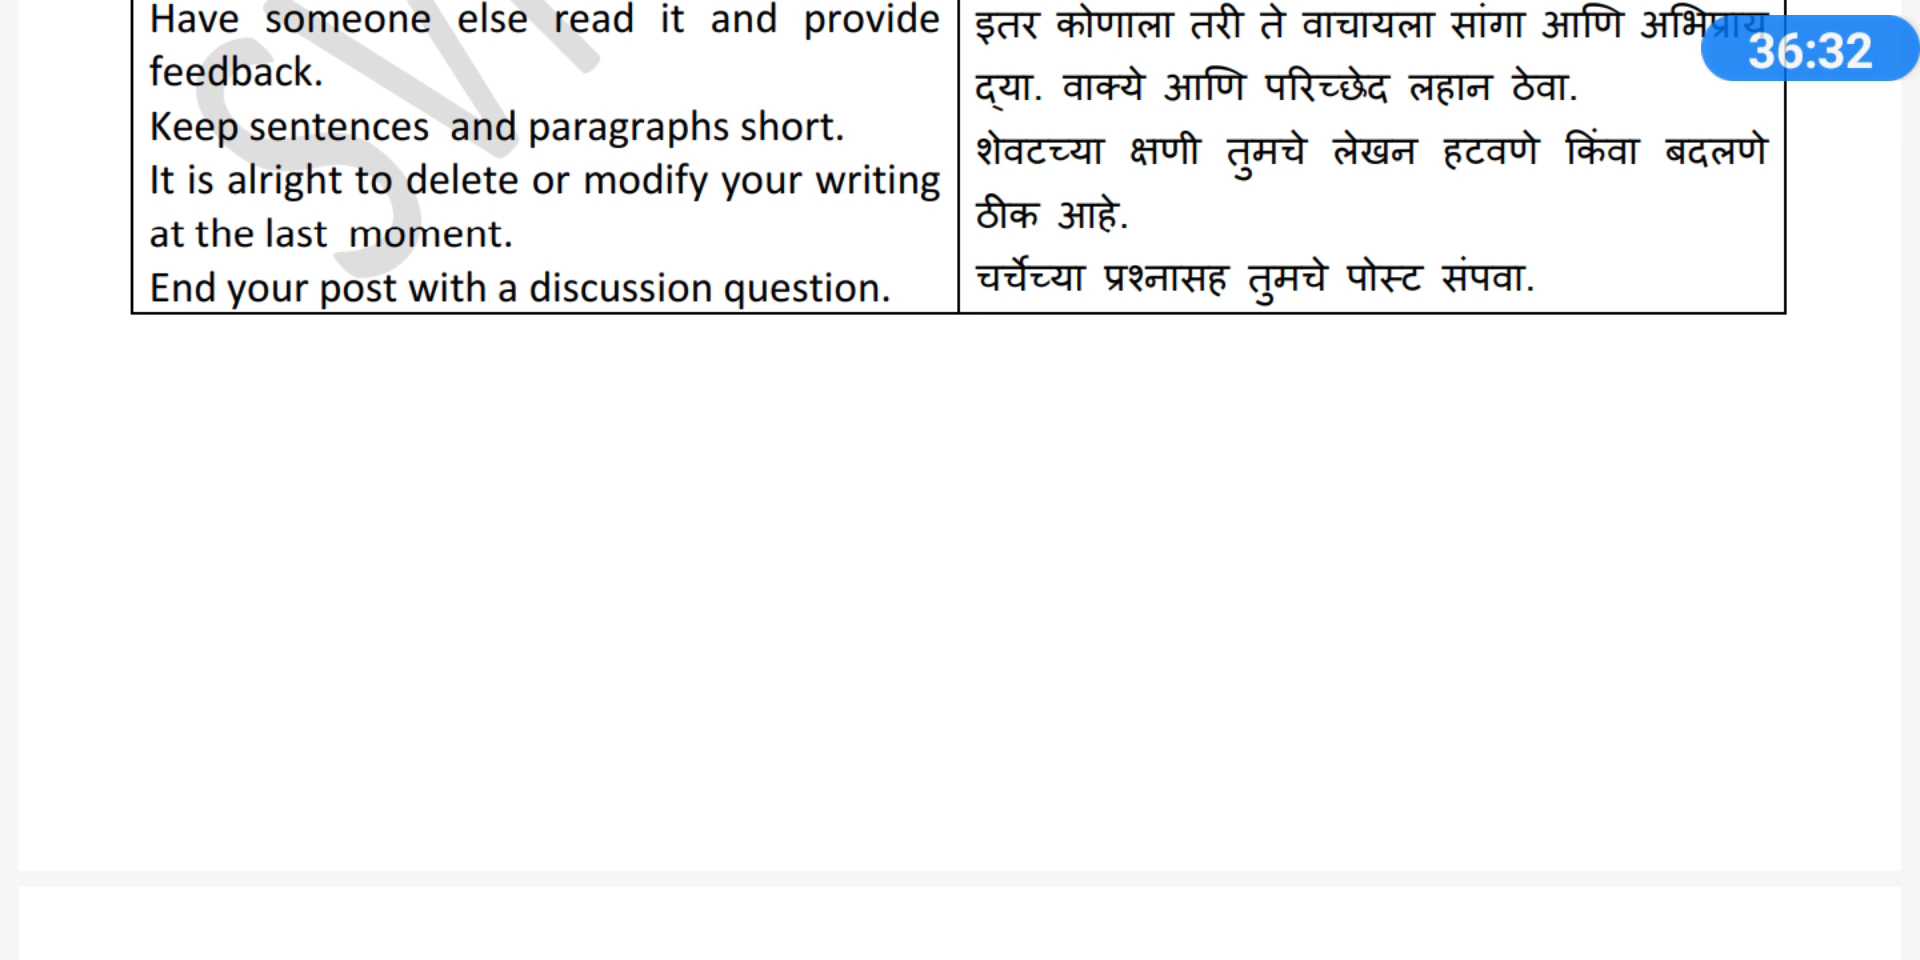 Have someone else read it and provide
feedback.
Keep sentences and paragraphs short.
It is alright to delete or modify your writing
at the last moment.
End your post with a discussion question.
इतर कोणाला तरी ते वाचायला सांगा आणि अभिप्राय
द्‌या. वाक्ये आणि परिच्छेद लहान ठेवा.
शेवटच्या क्षणी तुमचे लेखन हटवणे किंवा बदलणे
ठीक आहे.
चर्चेच्या प्रश्नासह तुमचे पोस्ट संपवा.
36:32